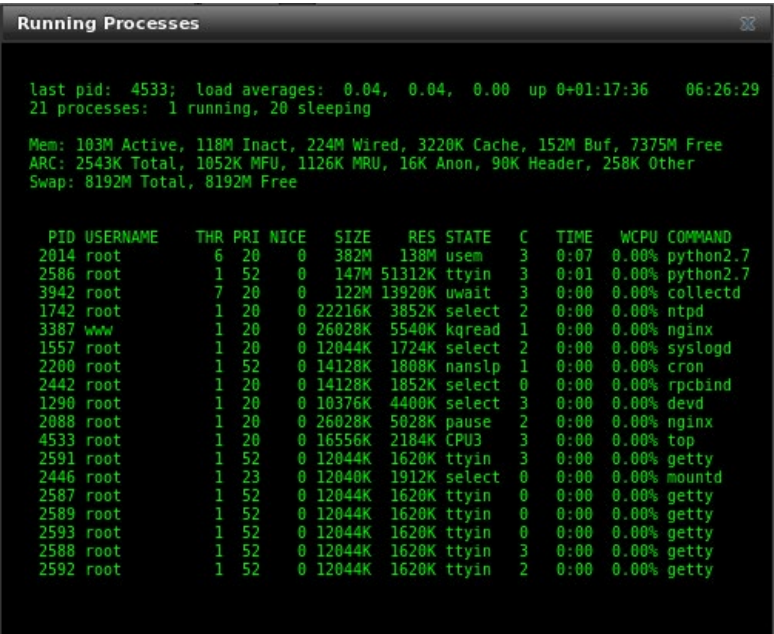 Running Processes
last pid:  4533;  load averages:  0.04,  0.04,  0.00  up 0+01:17:36    06:26:29
21 processes:  1 running, 20 sleeping
Mem: 103M Active, 118M Inact, 224M Wired, 3220K Cache, 152M Buf, 7375M Free
ARC: 2543K Total, 1052K MFU, 1126K MRU, 16K Anon, 90K Header, 258K Other
Swap: 8192M Total, 8192M Free
  PID USERNAME    THR PRI NICE   SIZE    RES STATE   C   TIME   WCPU COMMAND
 2014 root          6  20    0   382M   138M usem    3   0:07  0.00% python2.7
 2586 root          1  52    0   147M 51312K ttyin   3   0:01  0.00% python2.7
 3942 root          7  20    0   122M 13920K uwait   3   0:00  0.00% collectd
 1742 root          1  20    0 22216K  3852K select  2   0:00  0.00% ntpd
 3387 www           1  20    0 26028K  5540K kqread  1   0:00  0.00% nginx
 1557 root          1  20    0 12044K  1724K select  2   0:00  0.00% syslogd
 2200 root          1  52    0 14128K  1808K nanslp  1   0:00  0.00% cron
 2442 root          1  20    0 14128K  1852K select  0   0:00  0.00% rpcbind
 1290 root          1  20    0 10376K  4400K select  3   0:00  0.00% devd
 2088 root          1  20    0 26028K  5028K pause   2   0:00  0.00% nginx
 4533 root          1  20    0 16556K  2184K CPU3    3   0:00  0.00% top
 2591 root          1  52    0 12044K  1620K ttyin   3   0:00  0.00% getty
 2446 root          1  23    0 12040K  1912K select  0   0:00  0.00% mountd
 2587 root          1  52    0 12044K  1620K ttyin   0   0:00  0.00% getty
 2589 root          1  52    0 12044K  1620K ttyin   0   0:00  0.00% getty
 2593 root          1  52    0 12044K  1620K ttyin   0   0:00  0.00% getty
 2588 root          1  52    0 12044K  1620K ttyin   3   0:00  0.00% getty
 2592 root          1  52    0 12044K  1620K ttyin   2   0:00  0.00% getty